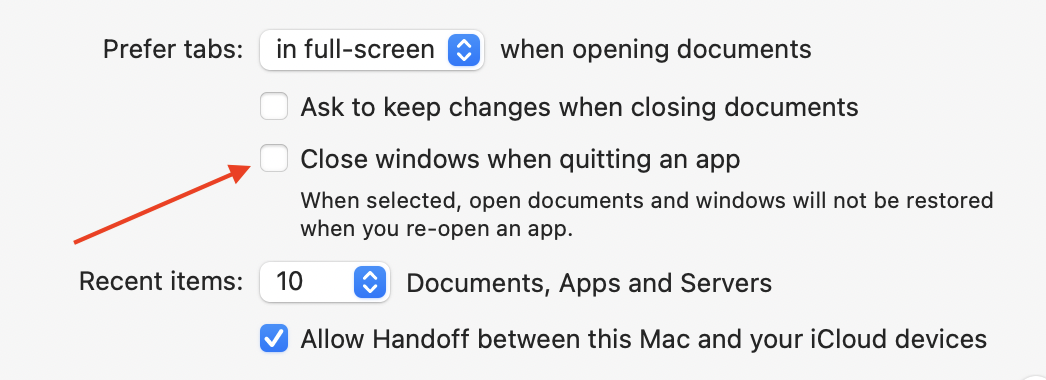 Prefer tabs: in full-screen when opening documents
Ask to keep changes when closing documents
Close windows when quitting an app
When selected, open documents and windows will not be restored
when you re-open an app.
Recent items: 10 Documents, Apps and Servers
Allow Handoff between this Mac and your iCloud devices